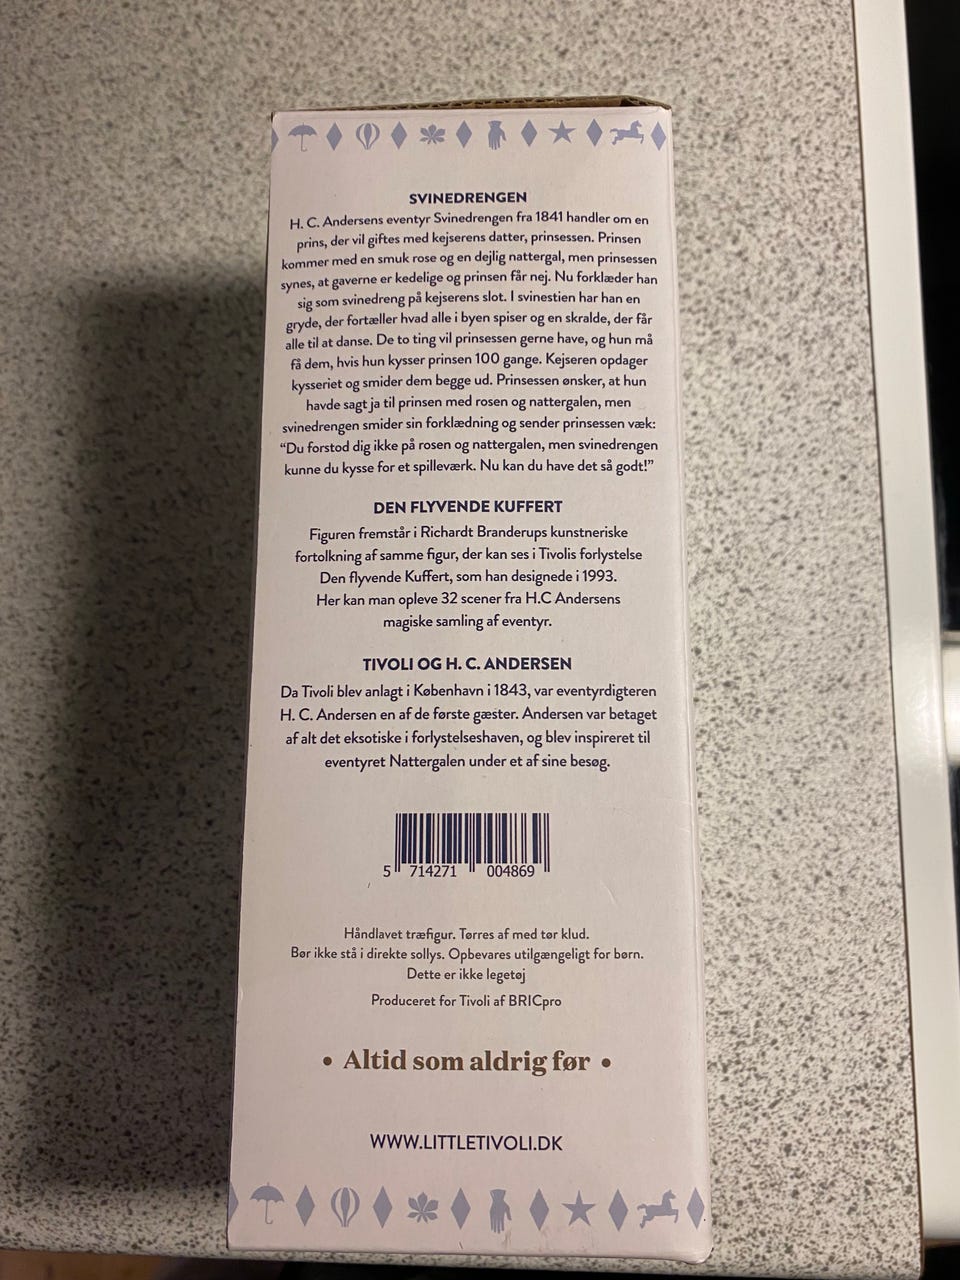 SVINEDRENGEN
H. C. Andersens eventyr Svinedrengen fra 1841 handler om en
prins, der vil giftes med kejserens datter, prinsessen. Prinsen
kommer med en smuk rose og en dejlig nattergal, men prinsessen
synes, at gaverne er kedelige og prinsen får nej. Nu forklæder han
sig som svinedreng på kejserens slot. I svinestien har han en
gryde, der fortæller hvad alle i byen spiser og en skralde, der får
alle til at danse. De to ting vil prinsessen gerne have, og hun må
få dem, hvis hun kysser prinsen 100 gange. Kejseren opdager
kysseriet og smider dem begge ud. Prinsessen ønsker, at hun
havde sagt ja til prinsen med rosen og nattergalen, men
svinedrengen smider sin forklædning og sender prinsessen væk:
“Du forstod dig ikke på rosen og nattergalen, men svinedrengen
kunne du kysse for et spilleværk. Nu kan du have det så godt!”
DEN FLYVENDE KUFFERT
Figuren fremstår i Richardt Branderups kunstneriske
fortolkning af samme figur, der kan ses i Tivolis forlystelse
Den flyvende Kuffert, som han designede i 1993.
Her kan man opleve 32 scener fra H.C Andersens
magiske samling af eventyr.
TIVOLI OG H. C. ANDERSEN
Da Tivoli blev anlagt i København i 1843, var eventyrdigteren
H. C. Andersen en af de første gæster. Andersen var betaget
af alt det eksotiske i forlystelseshaven, og blev inspireret til
eventyret Nattergalen under et af sine besøg.
5 714271 004869
Håndlavet træfigur. Tørres af med tør klud.
Bør ikke stå i direkte sollys. Opbevares utilgængeligt for børn.
Dette er ikke legetøj
Produceret for Tivoli af BRICpro
• Altid som aldrig før •
WWW.LITTLETIVOLI.DK